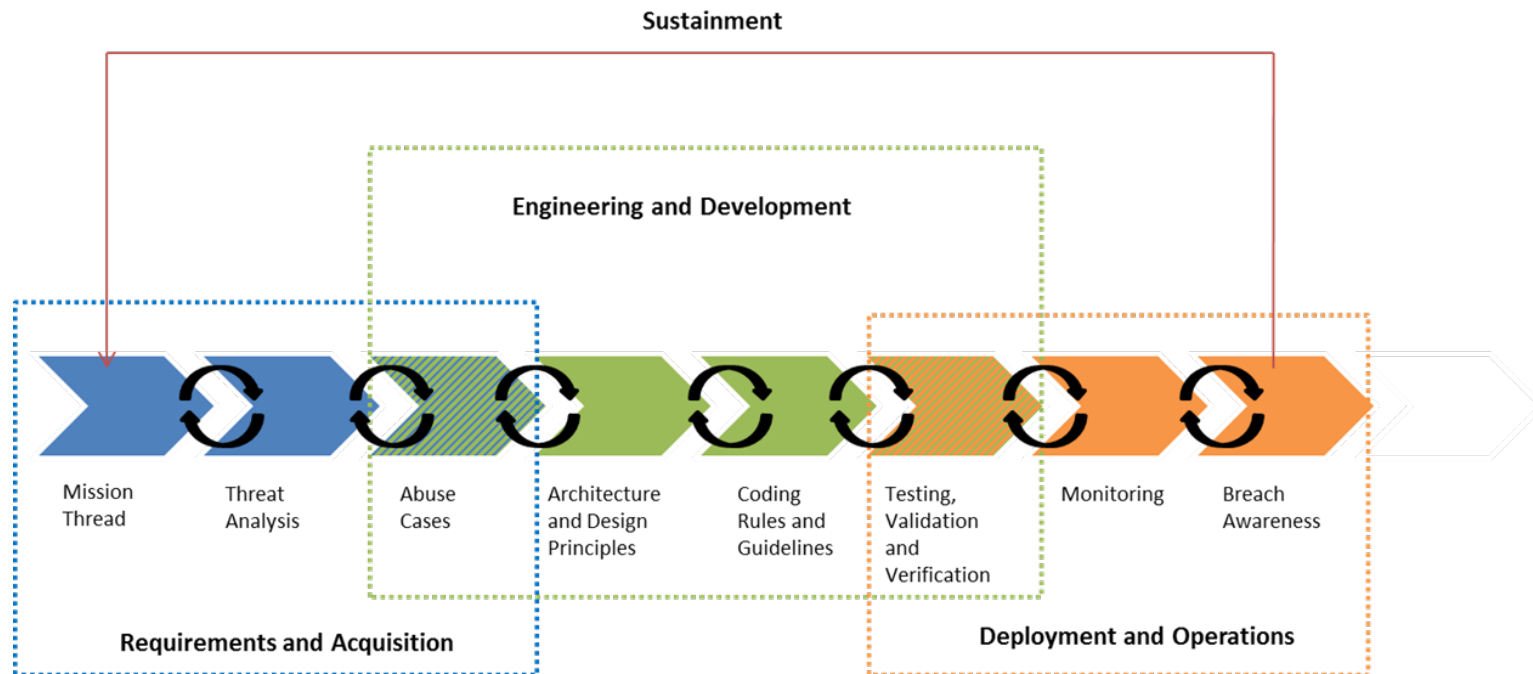 Sustainment
Engineering and Development
Mission
Thread
Threat
Analysis
Abuse
Cases
Architecture
and Design
Principles
Coding
Rules and
Guidelines
Testing,
Validation
and
Verification
Monitoring
Breach
Awareness
Requirements and Acquisition
Deployment and Operations